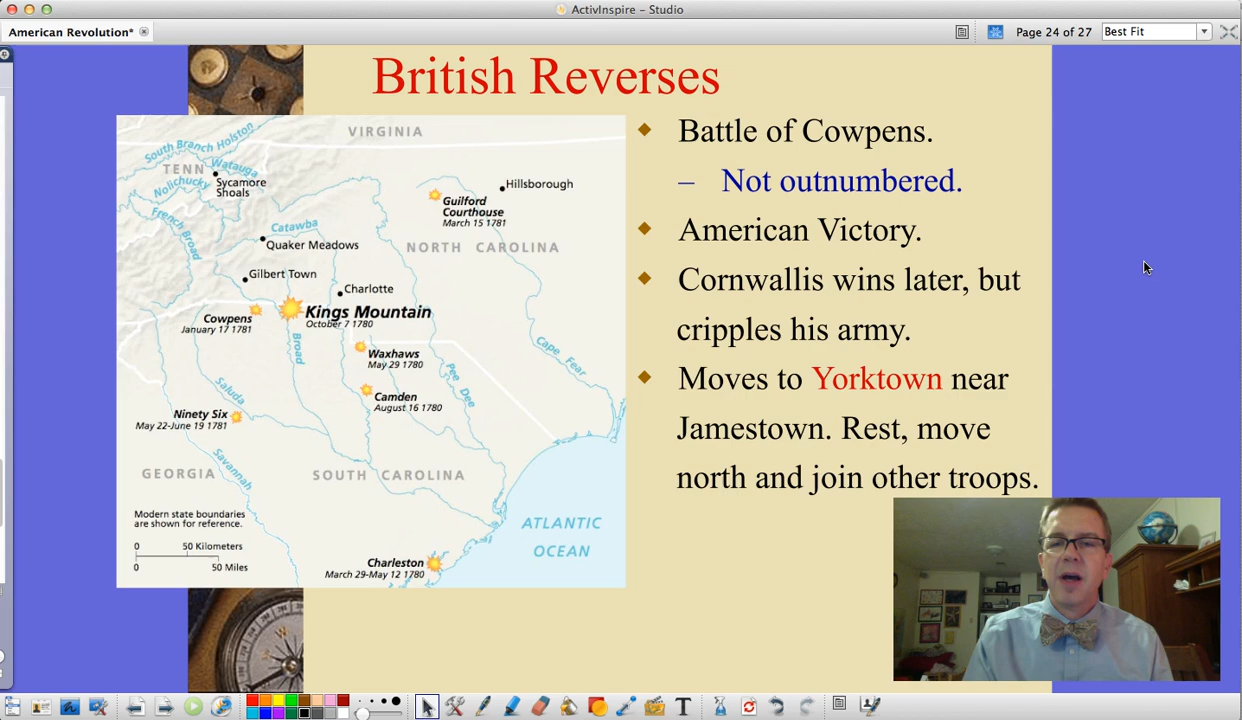 ActivInspire – Studio
American Revolution*
Page 24 of 27
Best Fit
British Reverses
Battle of Cowpens.
– Not outnumbered.
American Victory.
Cornwallis wins later, but
cripples his army.
Moves to Yorktown near
Jamestown. Rest, move
north and join other troops.
VIRGINIA
South Branch Holston
TENN
Watauga
Sycamore
Shoals
Nolichucky
French Broad
Hillsborough
Guilford
Courthouse
March 15 1781
Catawba
Quaker Meadows
NORTH CAROLINA
Gilbert Town
Charlotte
Kings Mountain
October 7 1780
Cowpens
January 17 1781
Broad
Waxhaws
May 29 1780
Cape Fear
Pee Dee
Saluda
Camden
August 16 1780
Ninety Six
May 22-June 19 1781
GEORGIA
Savannah
SOUTH CAROLINA
Modern state boundaries
are shown for reference.
0 50 Kilometers
0 50 Miles
ATLANTIC
OCEAN
Charleston
March 29-May 12 1780
T